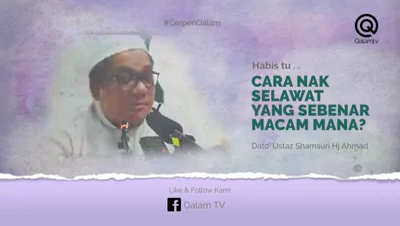 #CerpenQalam
Qalamtv
Habis tu . .
CARA NAK
SELAWAT
YANG SEBENAR
MACAM MANA?
Dato' Ustaz Shamsuri Hj Ahmad
Like & Follow Kami
Qalam TV